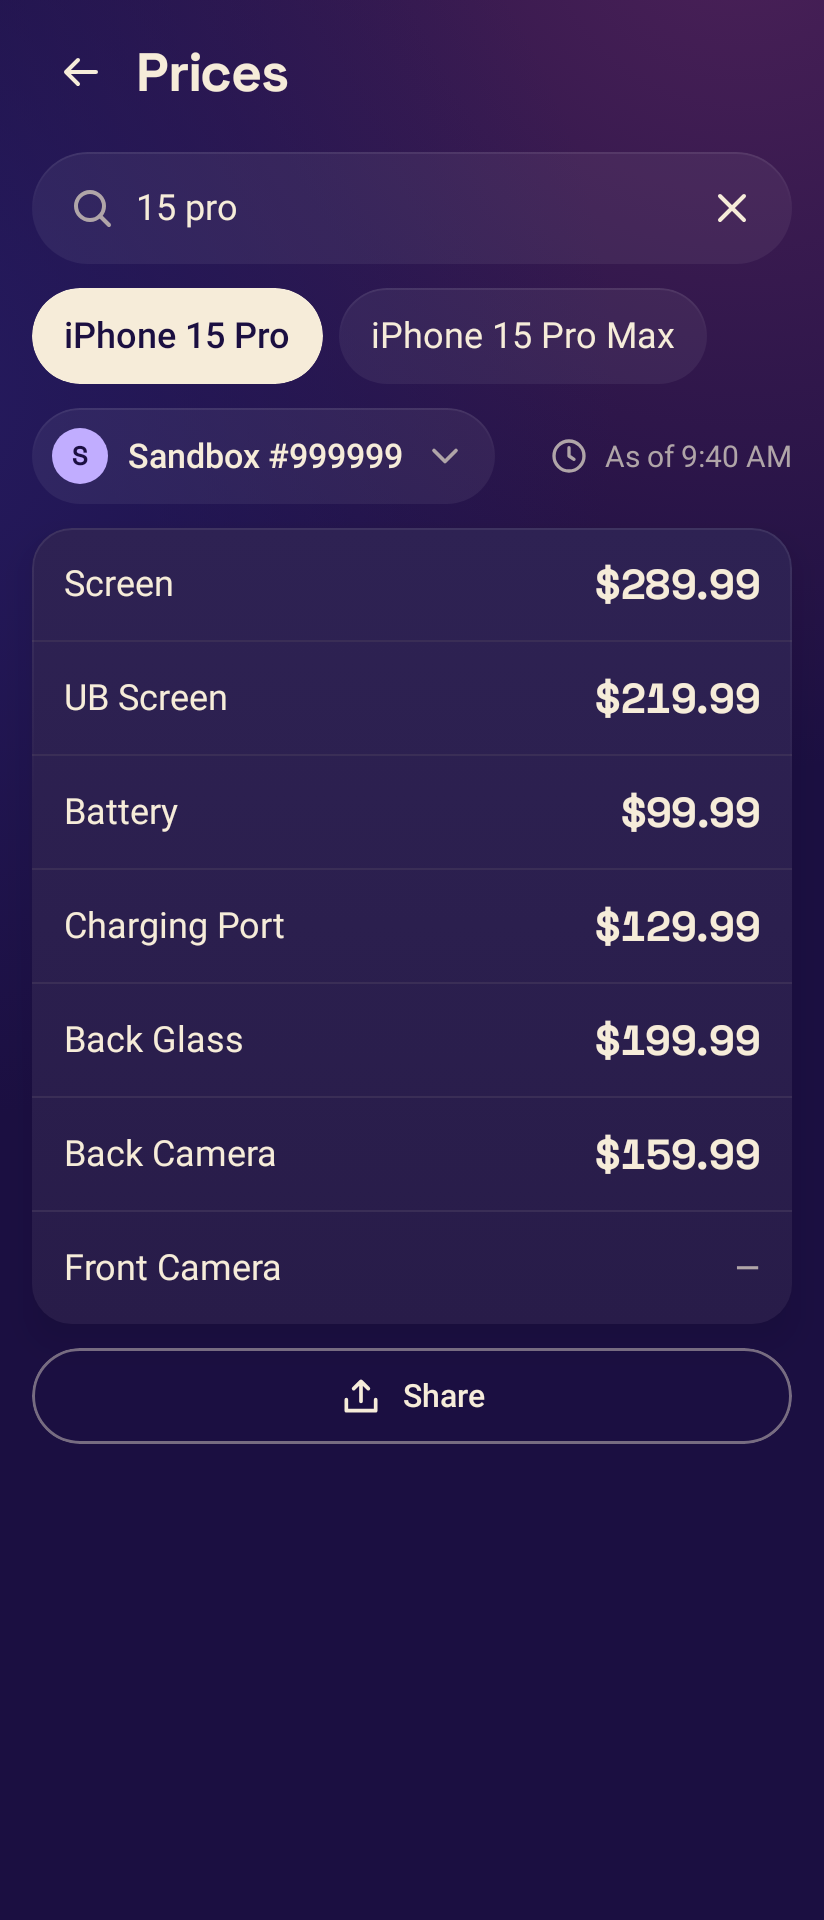 Prices
15 pro
iPhone 15 Pro iPhone 15 Pro Max
S Sandbox #999999 As of 9:40 AM
Screen $289.99
UB Screen $219.99
Battery $99.99
Charging Port $129.99
Back Glass $199.99
Back Camera $159.99
Front Camera –
Share